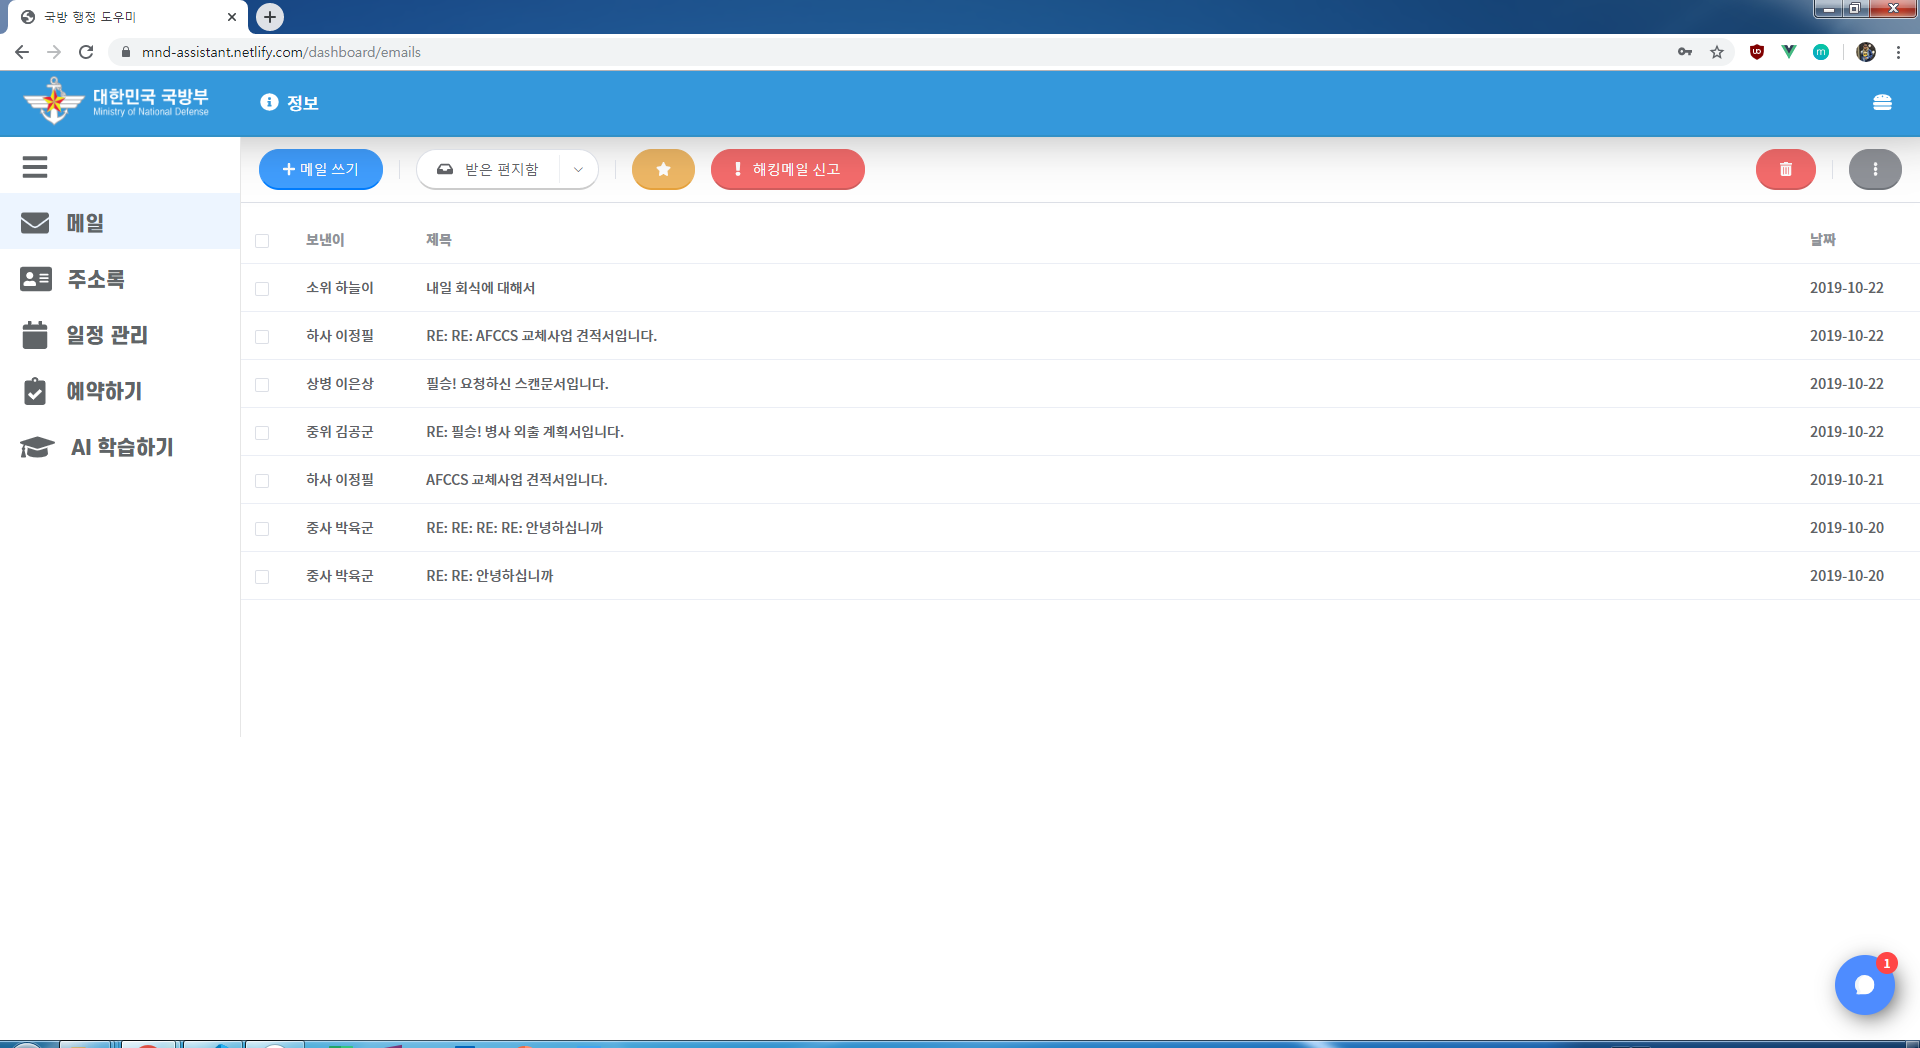 국방 행정 도우미
mnd-assistant.netlify.com/dashboard/emails
대한민국 국방부
Ministry of National Defense
정보
메일 쓰기
받은 편지함
해킹메일 신고
메일
주소록
일정 관리
예약하기
AI 학습하기
보낸이 제목 날짜
소위 하늘이 내일 회식에 대해서 2019-10-22
하사 이정필 RE: RE: AFCCS 교체사업 견적서입니다. 2019-10-22
상병 이은상 필승! 요청하신 스캔문서입니다. 2019-10-22
중위 김공군 RE: 필승! 병사 외출 계획서입니다. 2019-10-22
하사 이정필 AFCCS 교체사업 견적서입니다. 2019-10-21
중사 박육군 RE: RE: RE: RE: 안녕하십니까 2019-10-20
중사 박육군 RE: RE: 안녕하십니까 2019-10-20
1